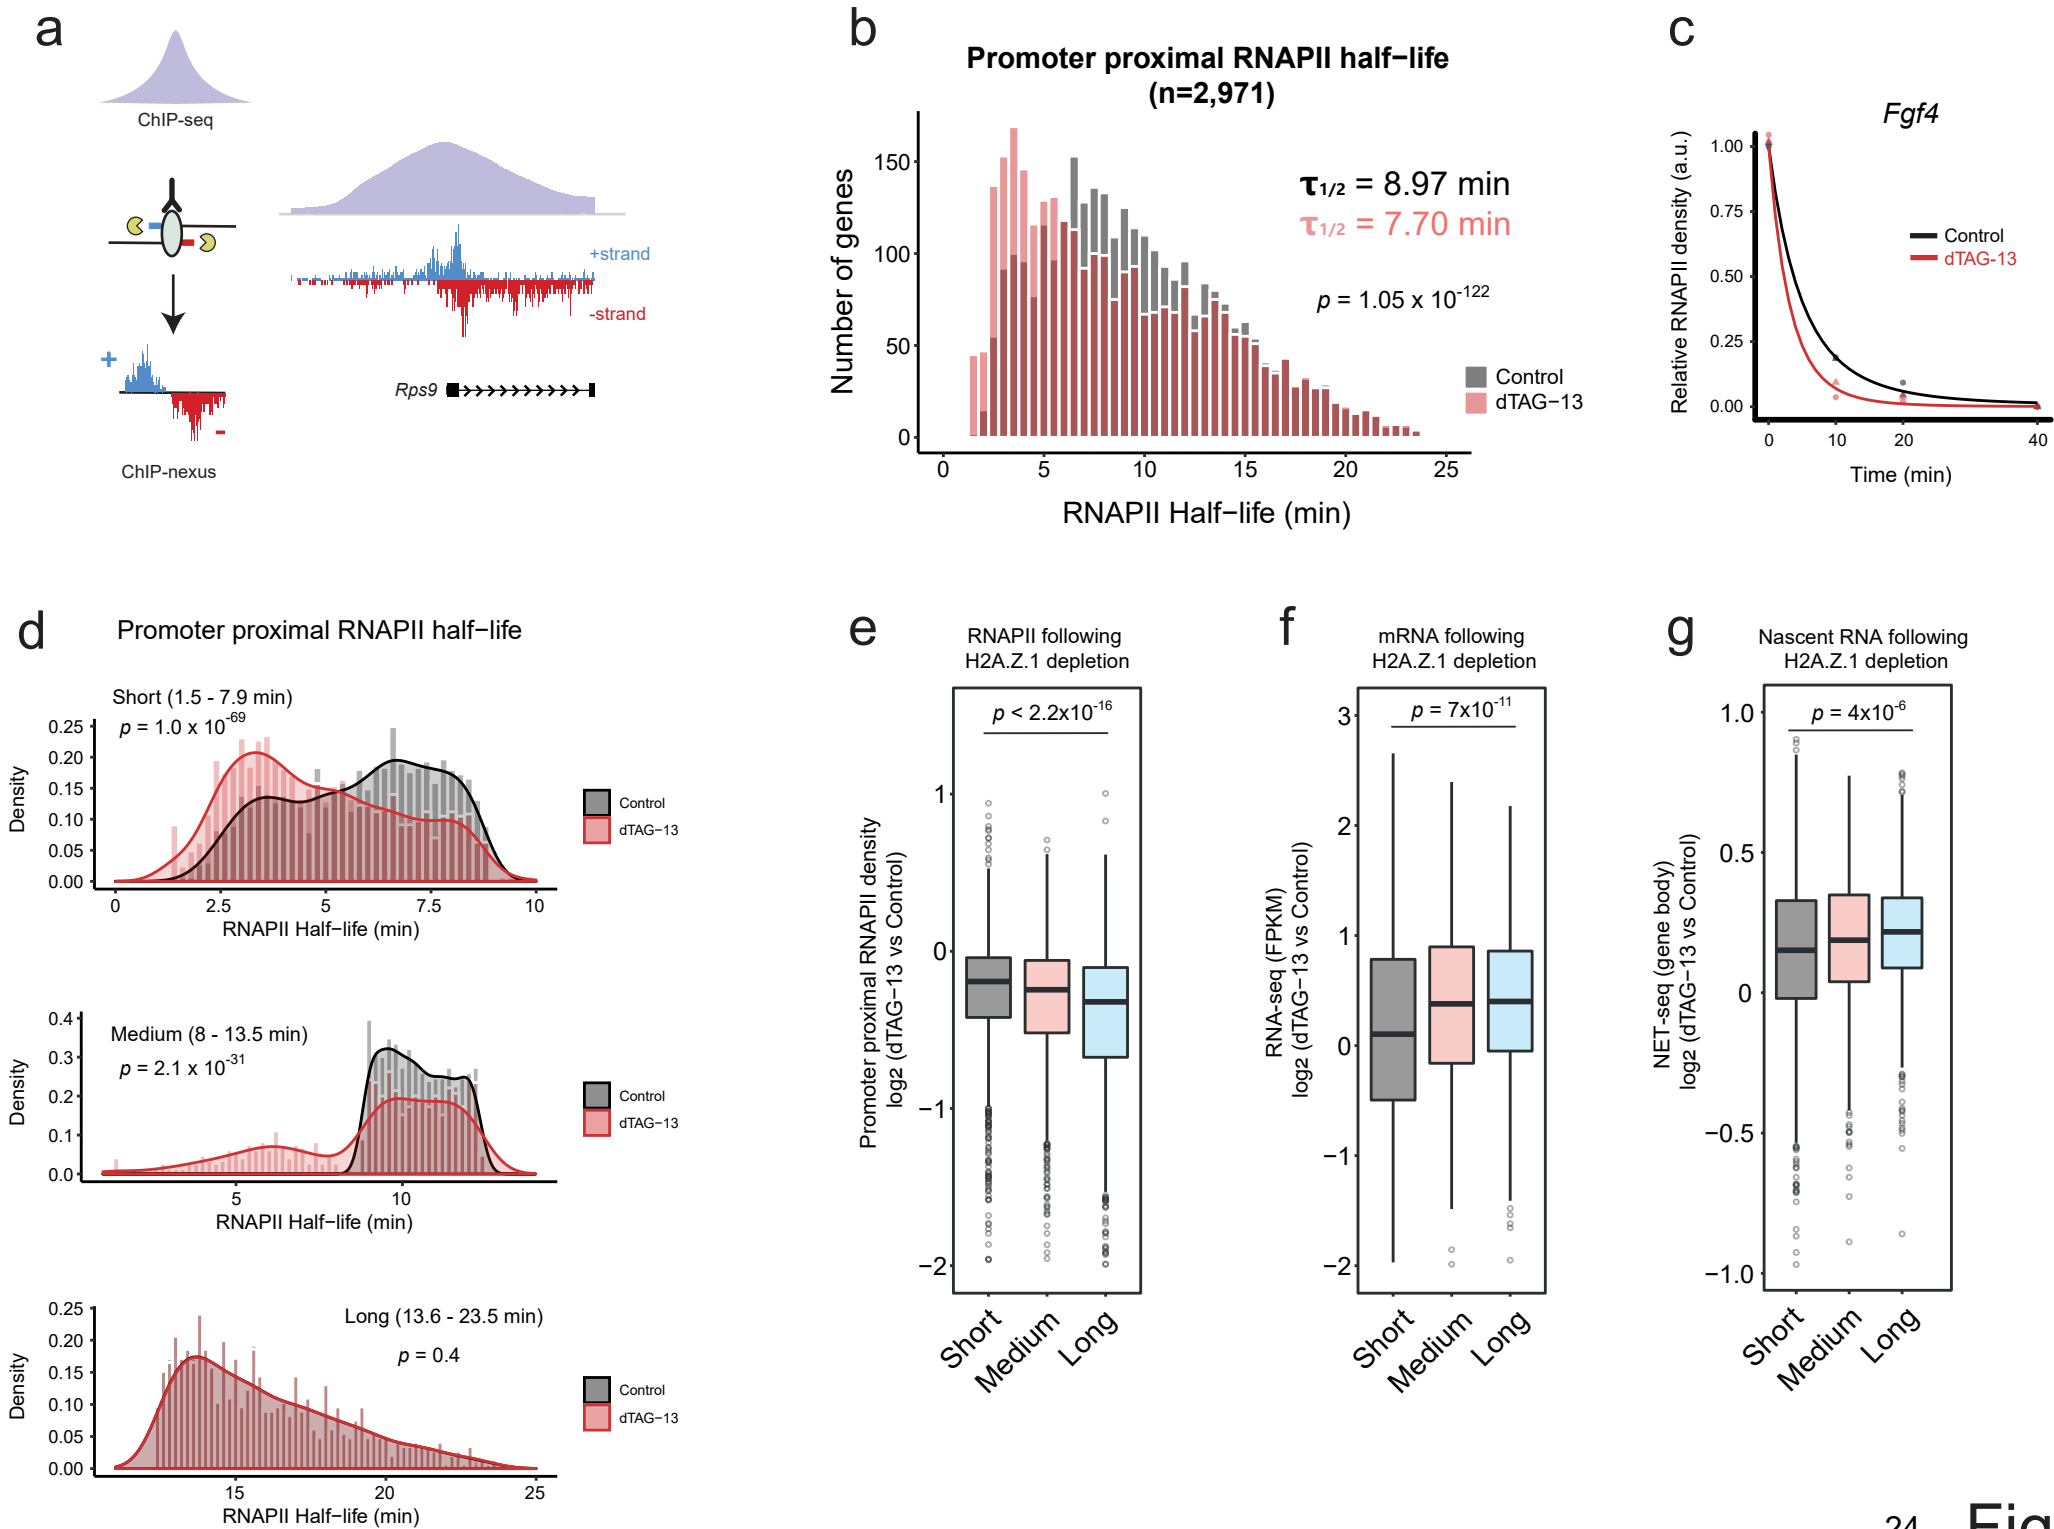 a
ChIP-seq
+
-
ChIP-nexus
+strand
-strand
Rps9
b
Promoter proximal RNAPII half−life
(n=2,971)
Number of genes
150
100
50
0
τ1/2 = 8.97 min
τ1/2 = 7.70 min
p = 1.05 x 10-122
Control
dTAG−13
0 5 10 15 20 25
RNAPII Half−life (min)
c
Fgf4
Relative RNAPII density (a.u.)
1.00
0.75
0.50
0.25
0.00
Control
dTAG-13
0 10 20 40
Time (min)
d
Promoter proximal RNAPII half−life
Short (1.5 - 7.9 min)
p = 1.0 x 10-69
Density
0.25
0.20
0.15
0.10
0.05
0.00
Control
dTAG−13
0 2.5 5 7.5 10
RNAPII Half−life (min)
Medium (8 - 13.5 min)
p = 2.1 x 10-31
Density
0.4
0.3
0.2
0.1
0.0
Control
dTAG−13
5 10
RNAPII Half−life (min)
Long (13.6 - 23.5 min)
p = 0.4
Density
0.25
0.20
0.15
0.10
0.05
0.00
Control
dTAG−13
15 20 25
RNAPII Half−life (min)
e
RNAPII following
H2A.Z.1 depletion
p < 2.2x10-16
Promoter proximal RNAPII density
log2 (dTAG−13 vs Control)
1
0
−1
−2
Short Medium Long
f
mRNA following
H2A.Z.1 depletion
p = 7x10-11
RNA-seq (FPKM)
log2 (dTAG−13 vs Control)
3
2
1
0
−1
−2
Short Medium Long
g
Nascent RNA following
H2A.Z.1 depletion
p = 4x10-6
NET-seq (gene body)
log2 (dTAG−13 vs Control)
1.0
0.5
0
−0.5
−1.0
Short Medium Long
24
Fig